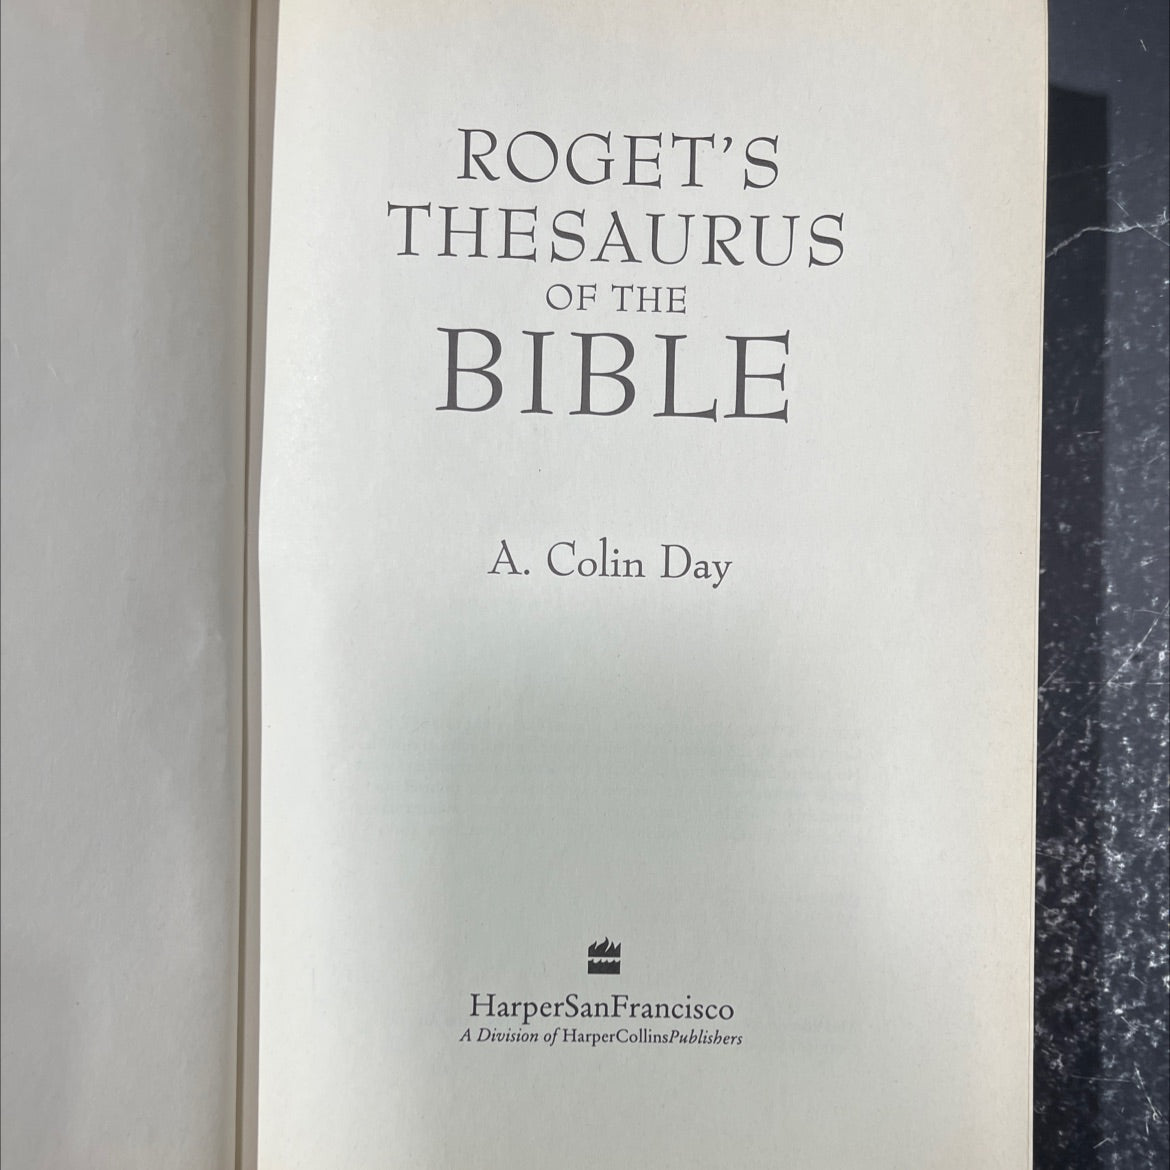 ROGET'S
THESAURUS
OF THE
BIBLE
A. Colin Day
HarperSanFrancisco
A Division of HarperCollinsPublishers